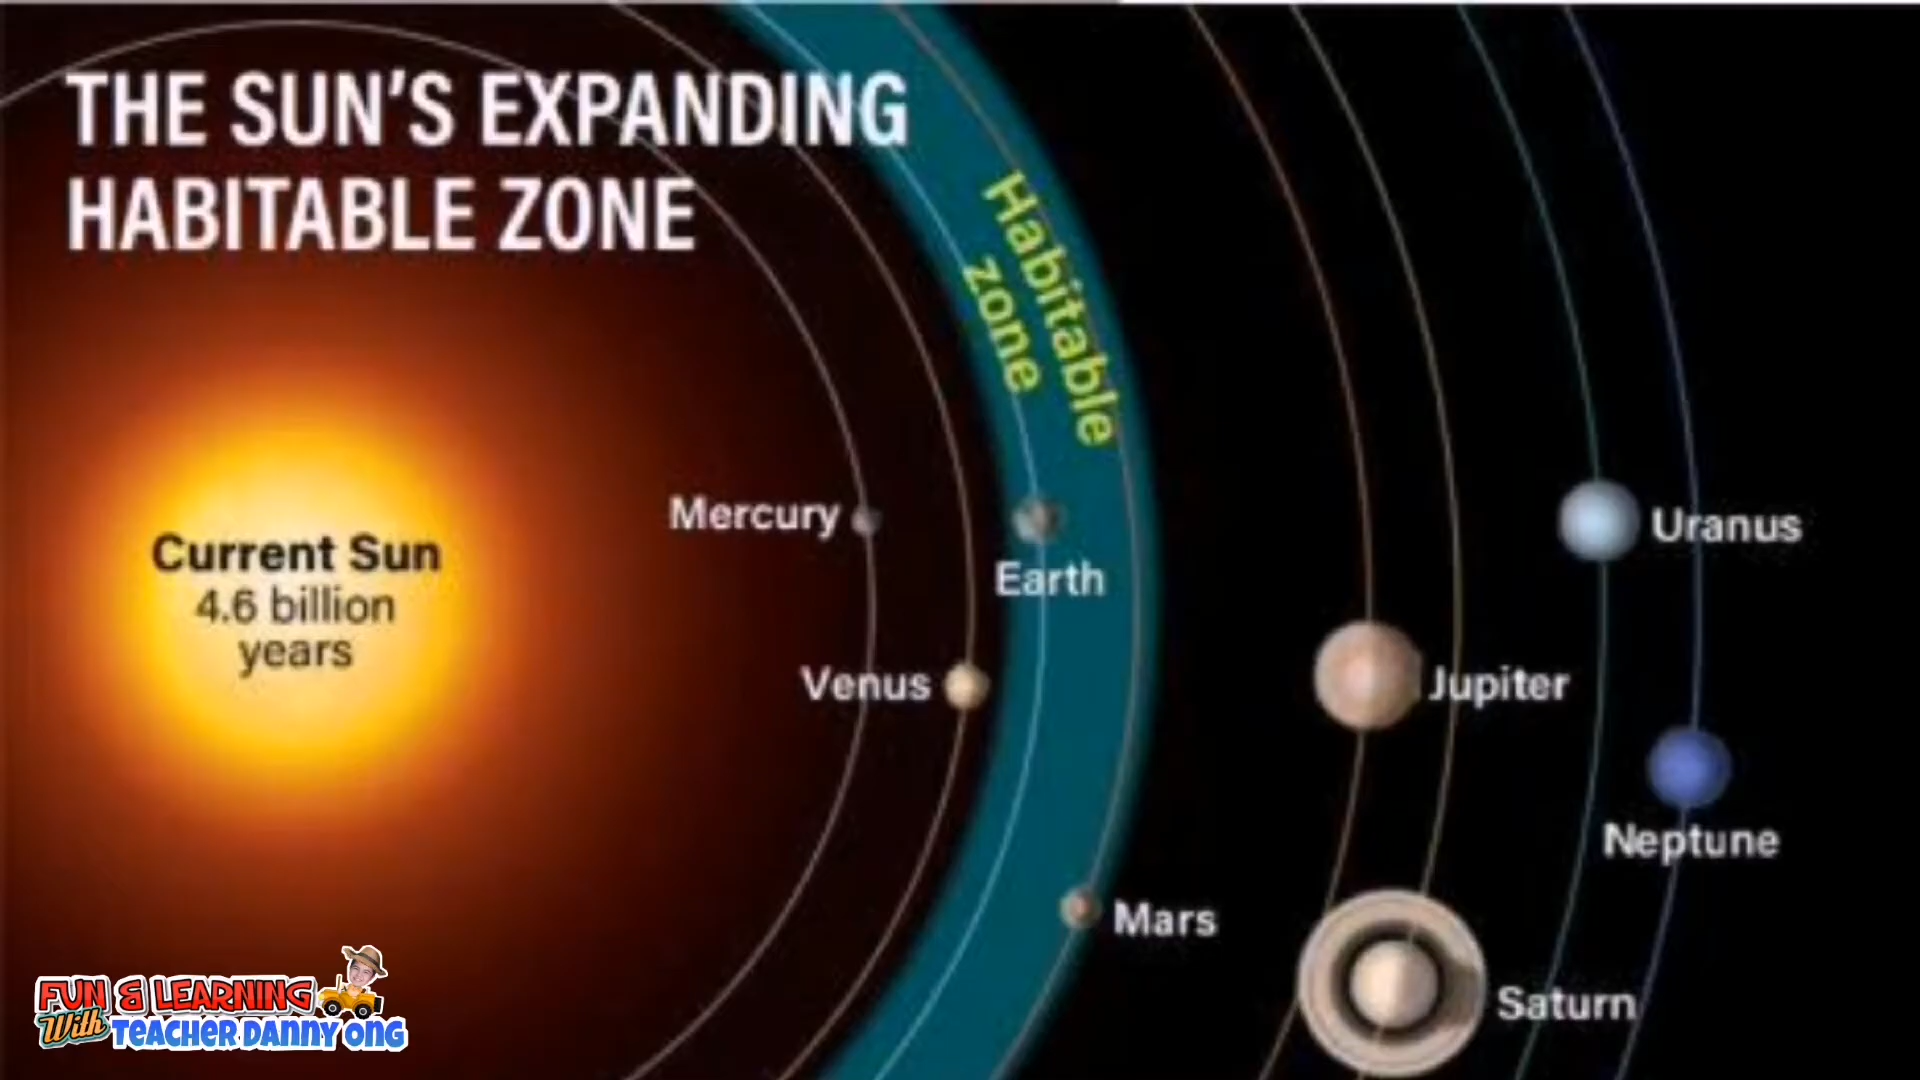 THE SUN'S EXPANDING
HABITABLE ZONE
Habitable
zone
Current Sun
4.6 billion
years
Mercury
Earth
Venus
Mars
Jupiter
Saturn
Uranus
Neptune
FUN & LEARNING
With TEACHER DANNY ONG